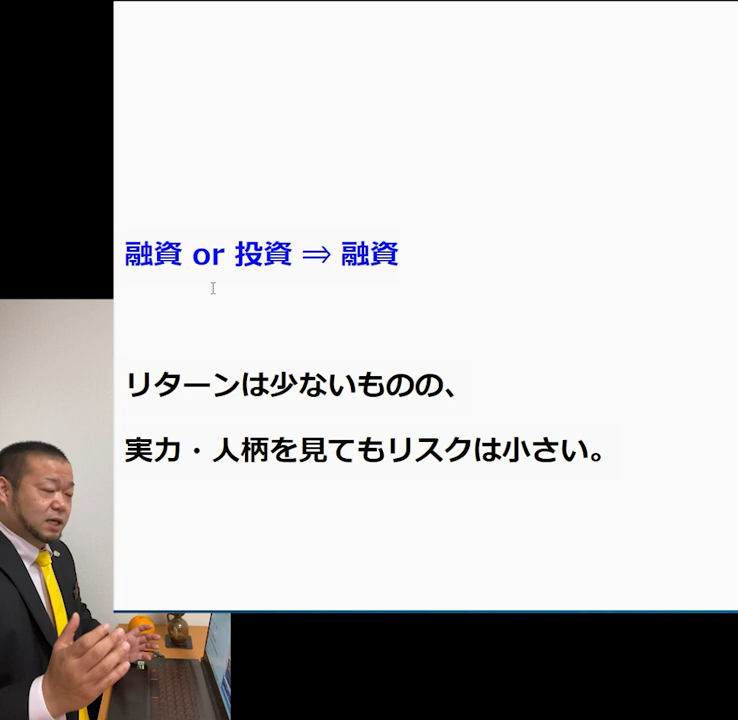 融資 or 投資 ⇒ 融資
リターンは少ないものの、
実力・人柄を見てもリスクは小さい。